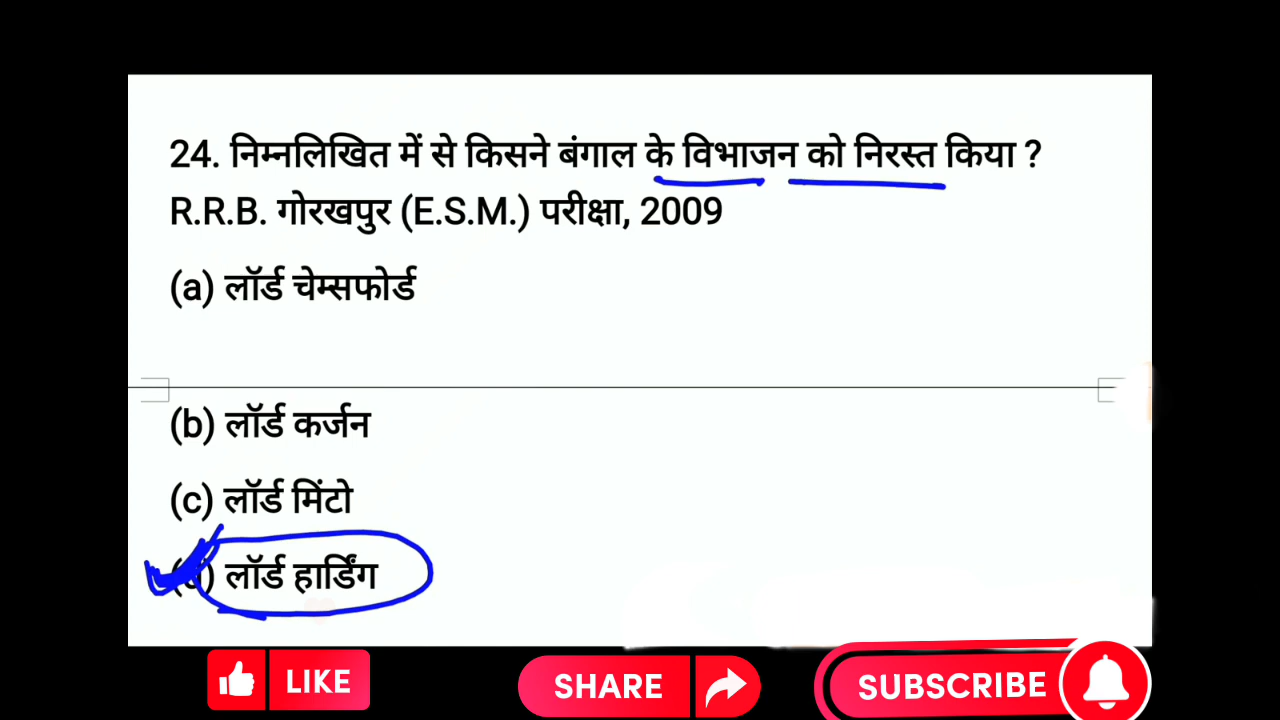 24. निम्नलिखित में से किसने बंगाल के विभाजन को निरस्त किया ?
R.R.B. गोरखपुर (E.S.M.) परीक्षा, 2009
(a) लॉर्ड चेम्सफोर्ड
(b) लॉर्ड कर्जन
(c) लॉर्ड मिंटो
लॉर्ड हार्डिंग
LIKE
SHARE
SUBSCRIBE